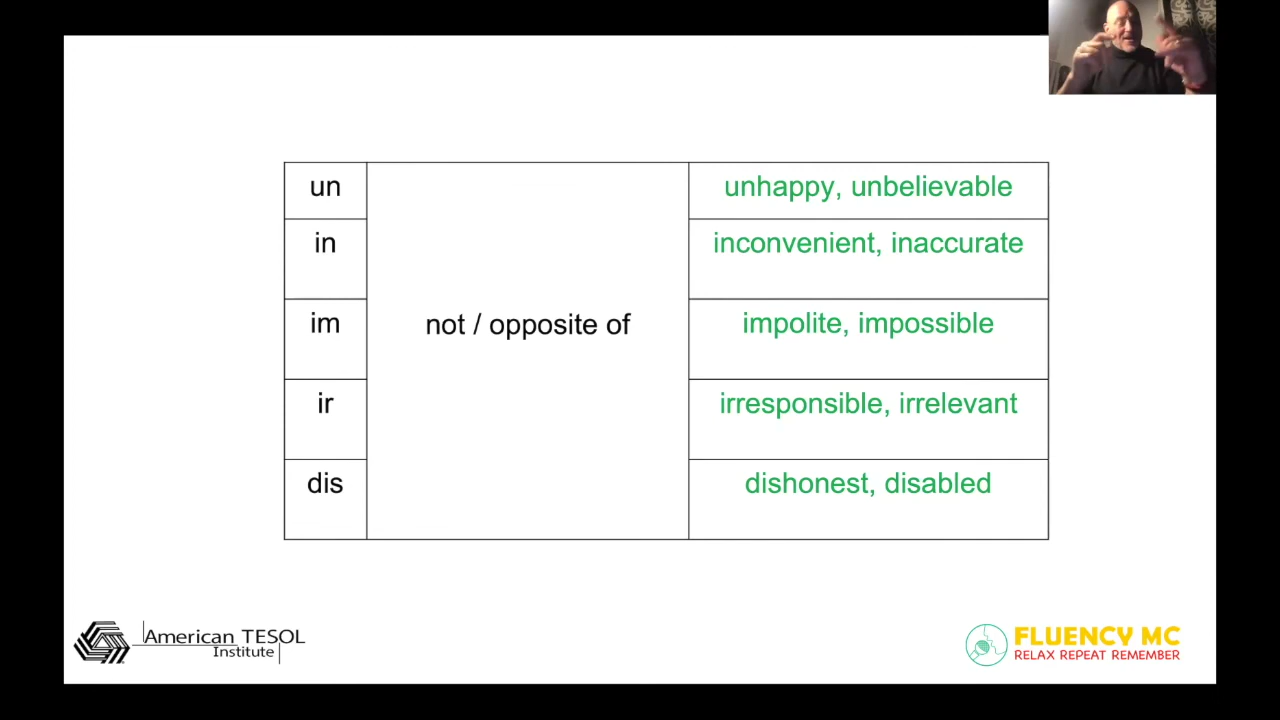 un
unhappy, unbelievable
in
inconvenient, inaccurate
im
not / opposite of
impolite, impossible
ir
irresponsible, irrelevant
dis
dishonest, disabled
American TESOL
Institute
FLUENCY MC
RELAX REPEAT REMEMBER